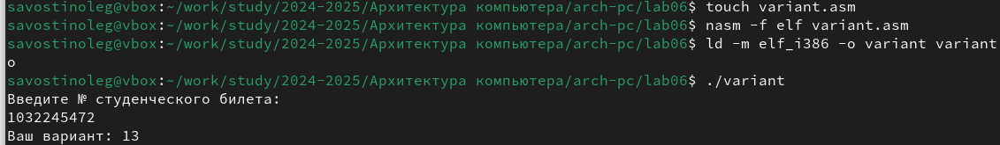 savostinoleg@vbox:~/work/study/2024-2025/Архитектура компьютера/arch-pc/lab06$ touch variant.asm
savostinoleg@vbox:~/work/study/2024-2025/Архитектура компьютера/arch-pc/lab06$ nasm -f elf variant.asm
savostinoleg@vbox:~/work/study/2024-2025/Архитектура компьютера/arch-pc/lab06$ ld -m elf_i386 -o variant variant
o
savostinoleg@vbox:~/work/study/2024-2025/Архитектура компьютера/arch-pc/lab06$ ./variant
Введите № студенческого билета:
1032245472
Ваш вариант: 13